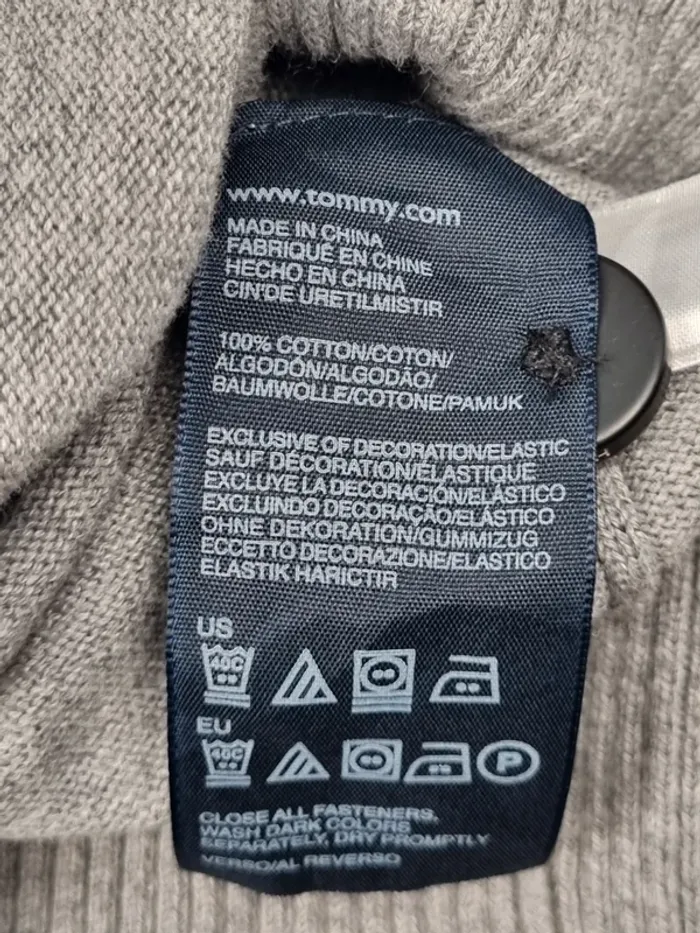 www.tommy.com
MADE IN CHINA
FABRIQUÉ EN CHINE
HECHO EN CHINA
CIN'DE URETILMISTIR
100% COTTON/COTON/
ALGODÓN/ALGODÃO/
BAUMWOLLE/COTONE/PAMUK
EXCLUSIVE OF DECORATION/ELASTIC
SAUF DÉCORATION/ÉLASTIQUE
EXCLUYE LA DECORACIÓN/ELÁSTICO
EXCLUINDO DECORAÇÃO/ELÁSTICO
OHNE DEKORATION/GUMMIZUG
ECCETTO DECORAZIONE/ELASTICO
ELASTIK HARICTIR
US
40C
EU
40C
P
CLOSE ALL FASTENERS,
WASH DARK COLORS
SEPARATELY, DRY PROMPTLY
VERSO/AL REVERSO